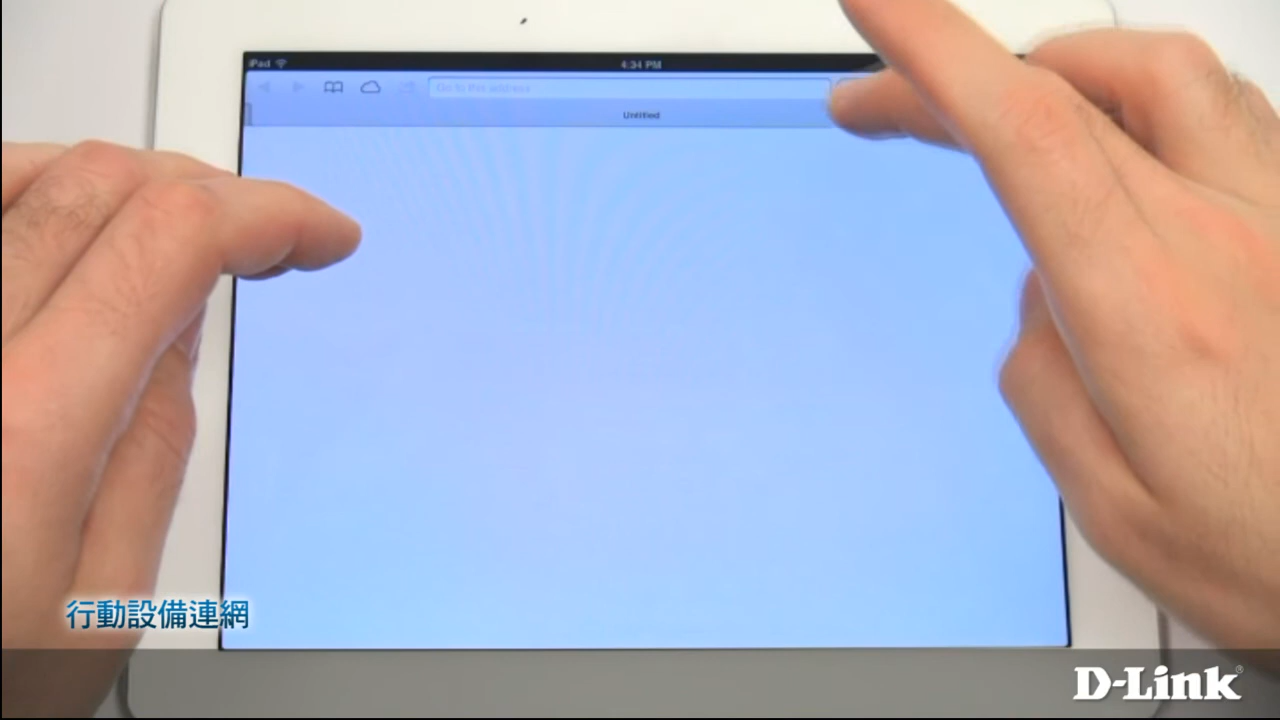 iPad
4:34 PM
Go to this address
Untitled
行動設備連網
D-Link®